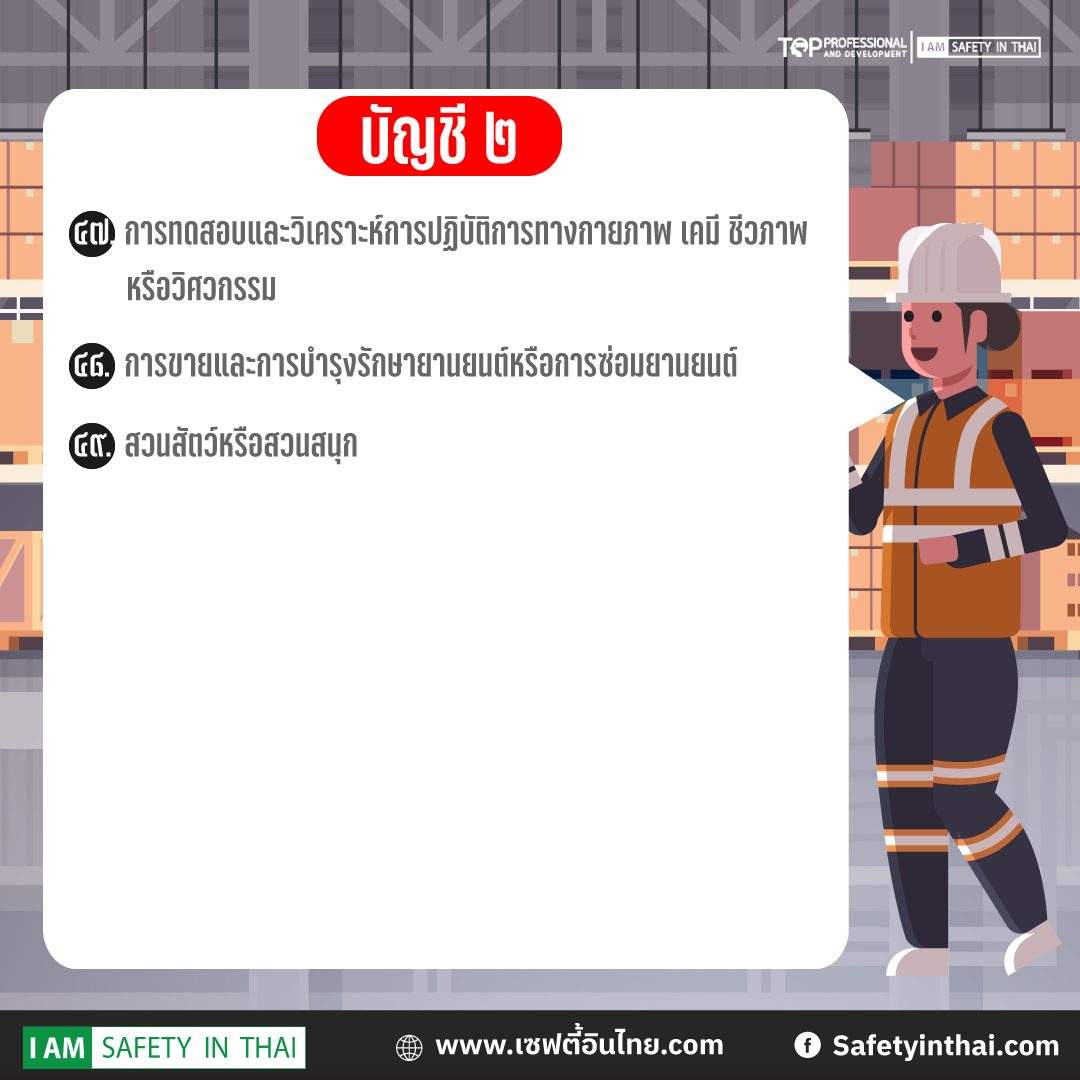 TOP PROFESSIONAL AND DEVELOPMENT | I AM SAFETY IN THAI
บัญชี ๒
๔๗. การทดสอบและวิเคราะห์การปฏิบัติการทางกายภาพ เคมี ชีวภาพ
หรือวิศวกรรม
๔๘. การขายและการบำรุงรักษายานยนต์หรือการซ่อมยานยนต์
๔๙. สวนสัตว์หรือสวนสนุก
I AM SAFETY IN THAI
www.เซฟตี้อินไทย.com
Safetyinthai.com